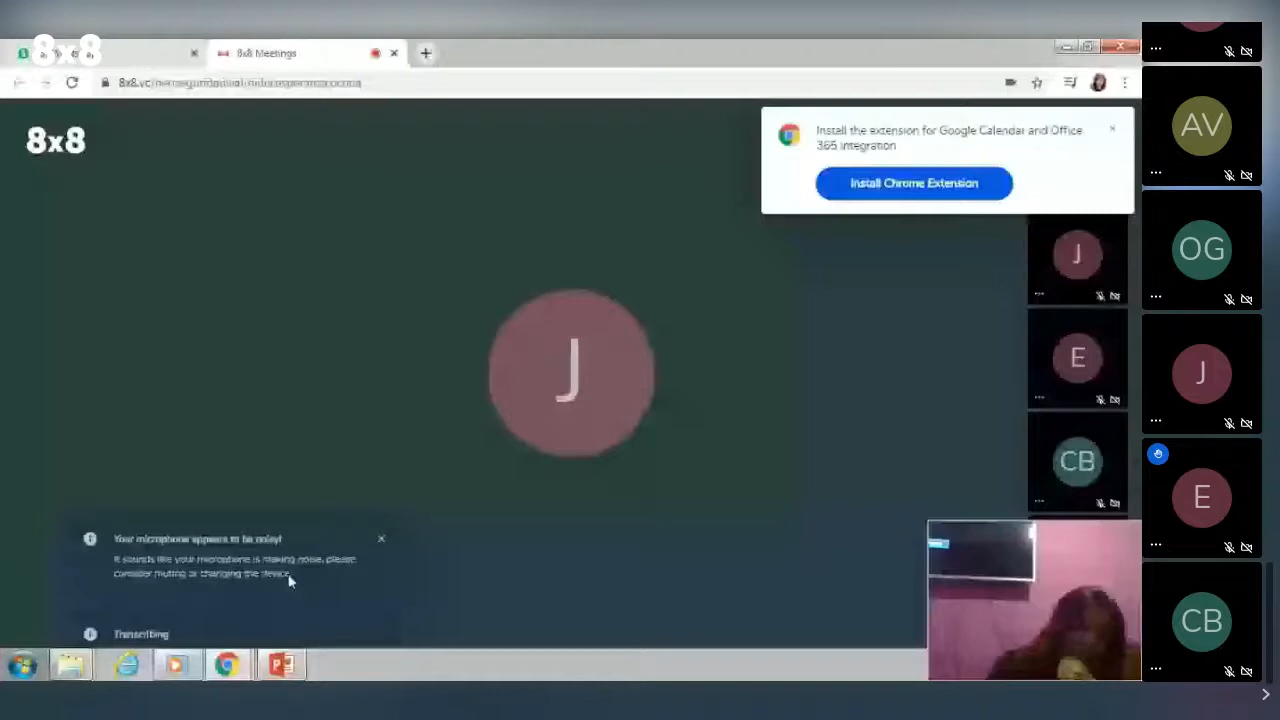 8x8
8x8 Meetings
8x8
Install the extension for Google Calendar and Office
365 integration
Install Chrome Extension
J
J
E
CB
AV
OG
J
E
CB
Your microphone appears to be noisy!
It sounds like your microphone is making noise, please
consider muting or changing the device.
Transcribing